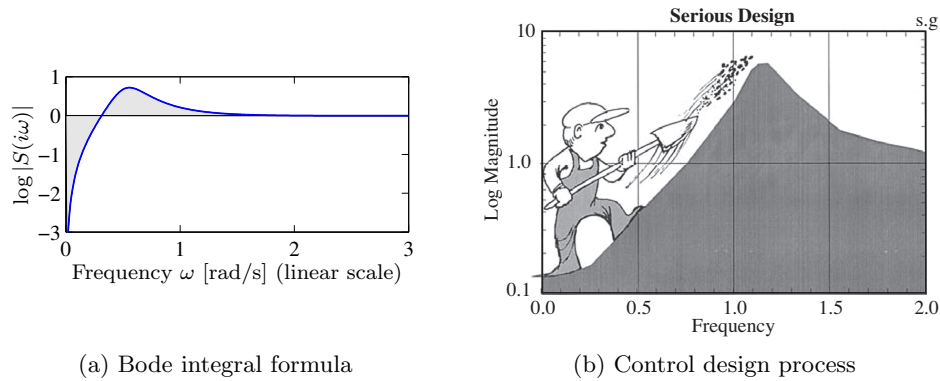 1
0
−1
−2
−3
log |S(iω)|
0 1 2 3
Frequency ω [rad/s] (linear scale)
(a) Bode integral formula
Serious Design
s.g
10
1.0
0.1
Log Magnitude
0.0 0.5 1.0 1.5 2.0
Frequency
(b) Control design process